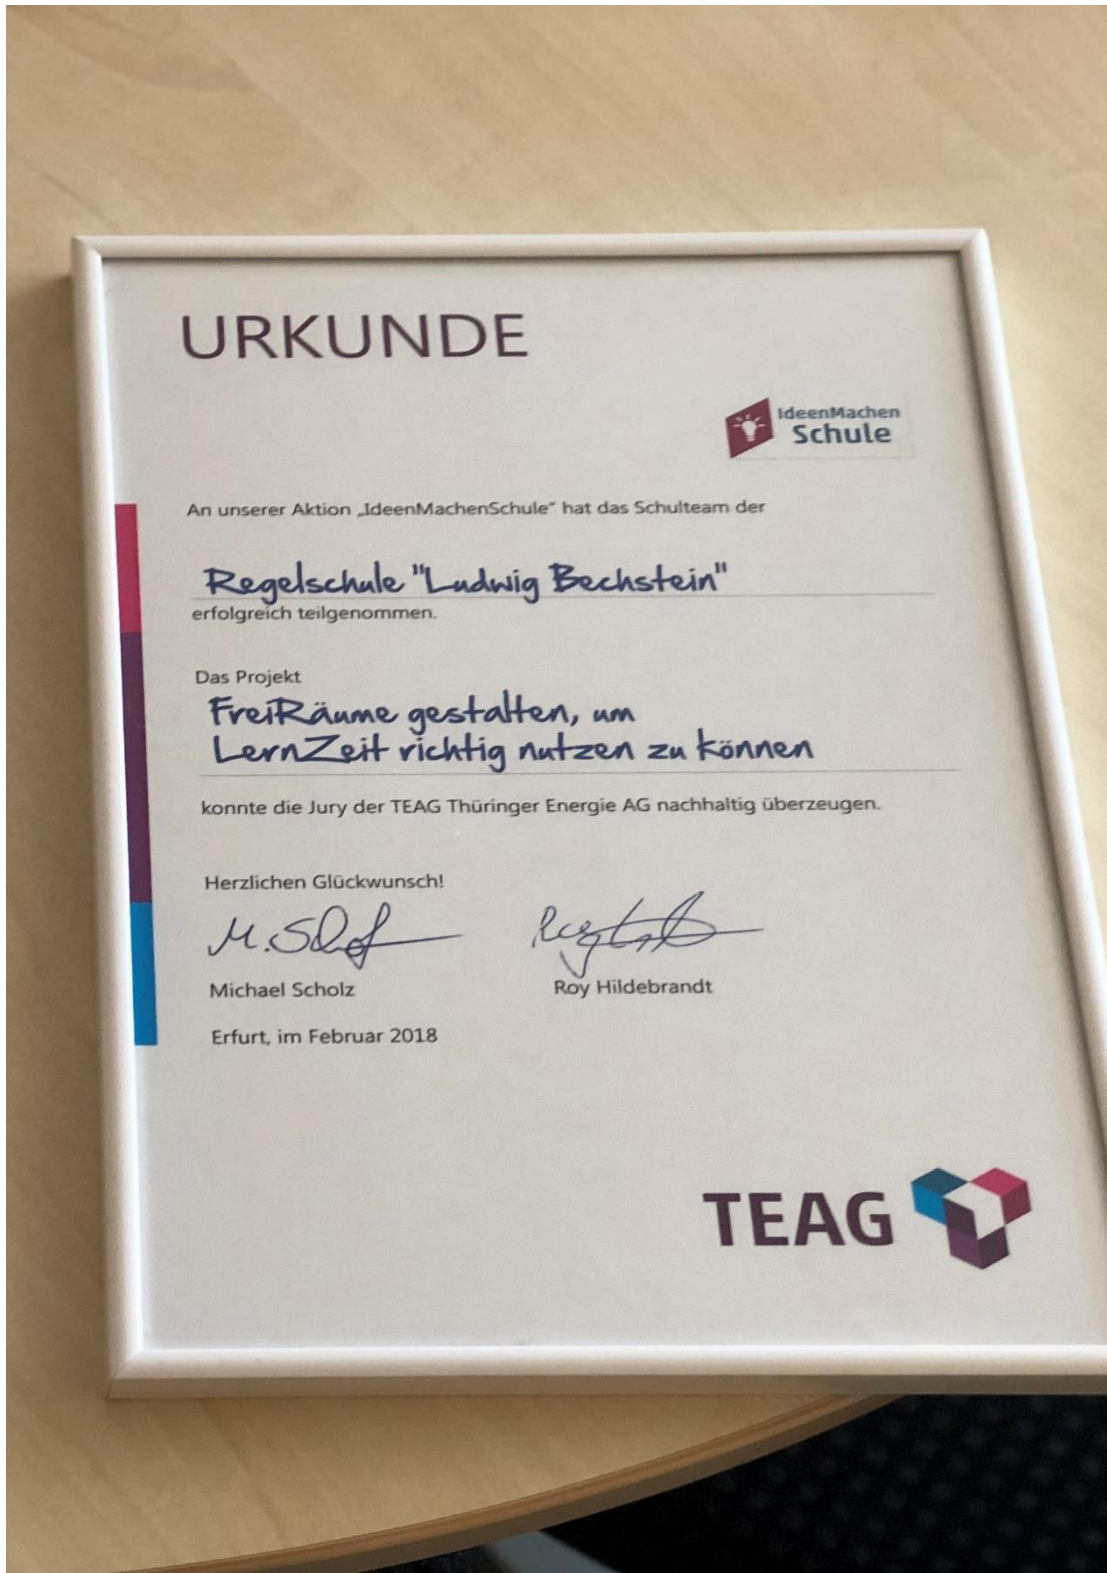 URKUNDE
IdeenMachen
Schule
An unserer Aktion „IdeenMachenSchule“ hat das Schulteam der
Regelschule "Ludwig Bechstein"
erfolgreich teilgenommen.
Das Projekt
FreiRäume gestalten, um
LernZeit richtig nutzen zu können
konnte die Jury der TEAG Thüringer Energie AG nachhaltig überzeugen.
Herzlichen Glückwunsch!
Michael Scholz Roy Hildebrandt
Erfurt, im Februar 2018
TEAG